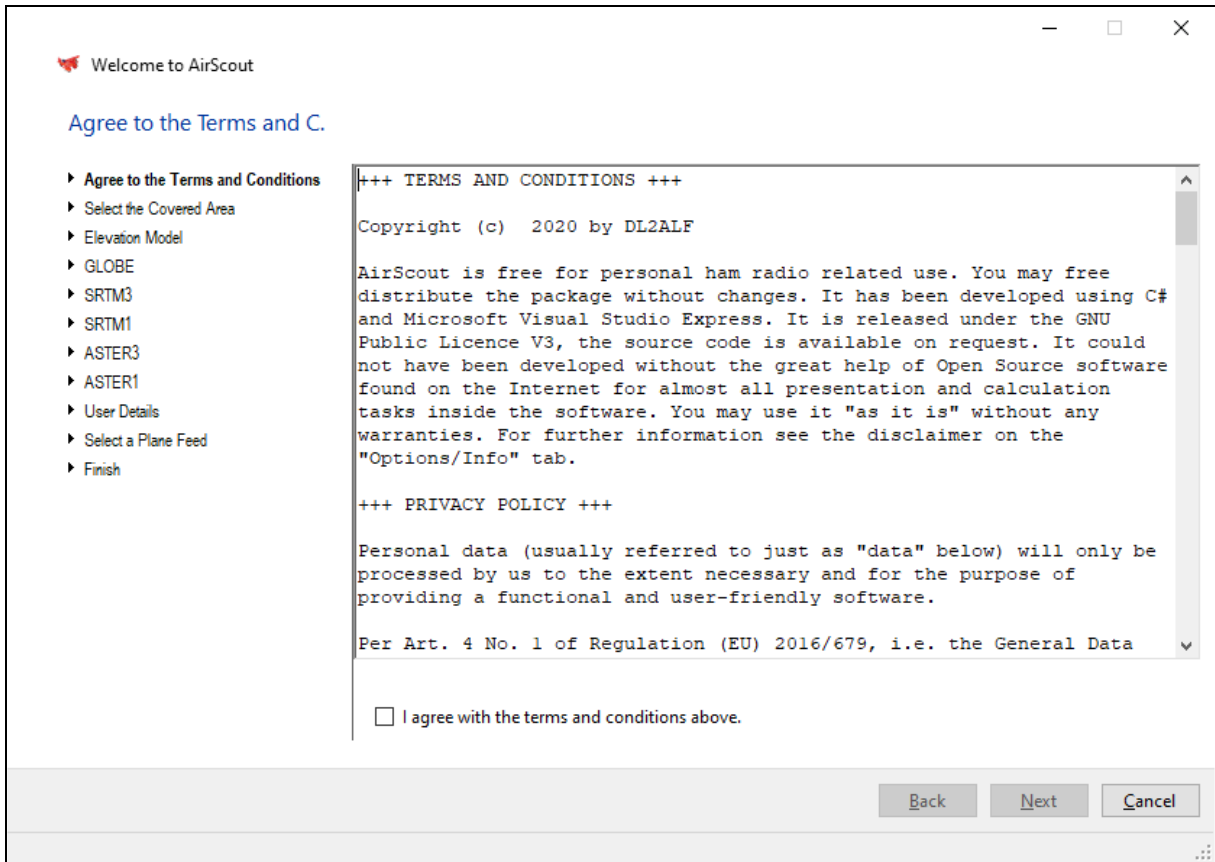 Welcome to AirScout
Agree to the Terms and C.
Agree to the Terms and Conditions
Select the Covered Area
Elevation Model
GLOBE
SRTM3
SRTM1
ASTER3
ASTER1
User Details
Select a Plane Feed
Finish
+++ TERMS AND CONDITIONS +++
Copyright (c)  2020 by DL2ALF
AirScout is free for personal ham radio related use. You may free
distribute the package without changes. It has been developed using C#
and Microsoft Visual Studio Express. It is released under the GNU
Public Licence V3, the source code is available on request. It could
not have been developed without the great help of Open Source software
found on the Internet for almost all presentation and calculation
tasks inside the software. You may use it "as it is" without any
warranties. For further information see the disclaimer on the
"Options/Info" tab.
+++ PRIVACY POLICY +++
Personal data (usually referred to just as "data" below) will only be
processed by us to the extent necessary and for the purpose of
providing a functional and user-friendly software.
Per Art. 4 No. 1 of Regulation (EU) 2016/679, i.e. the General Data
I agree with the terms and conditions above.
Back
Next
Cancel